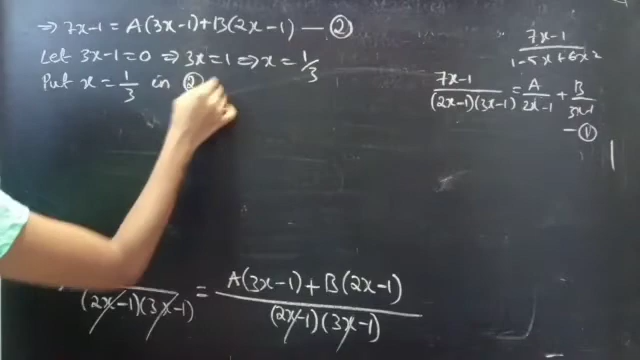 ⇒ 7x-1 = A(3x-1)+B(2x-1) — ②
Let 3x-1=0 ⇒ 3x=1 ⇒ x = 1/3
Put x = 1/3 in ②
7x-1 / 1-5x+6x²
7x-1 / (2x-1)(3x-1) = A / 2x-1 + B / 3x-1
— ①
(2x-1)(3x-1) = A(3x-1)+B(2x-1) / (2x-1)(3x-1)